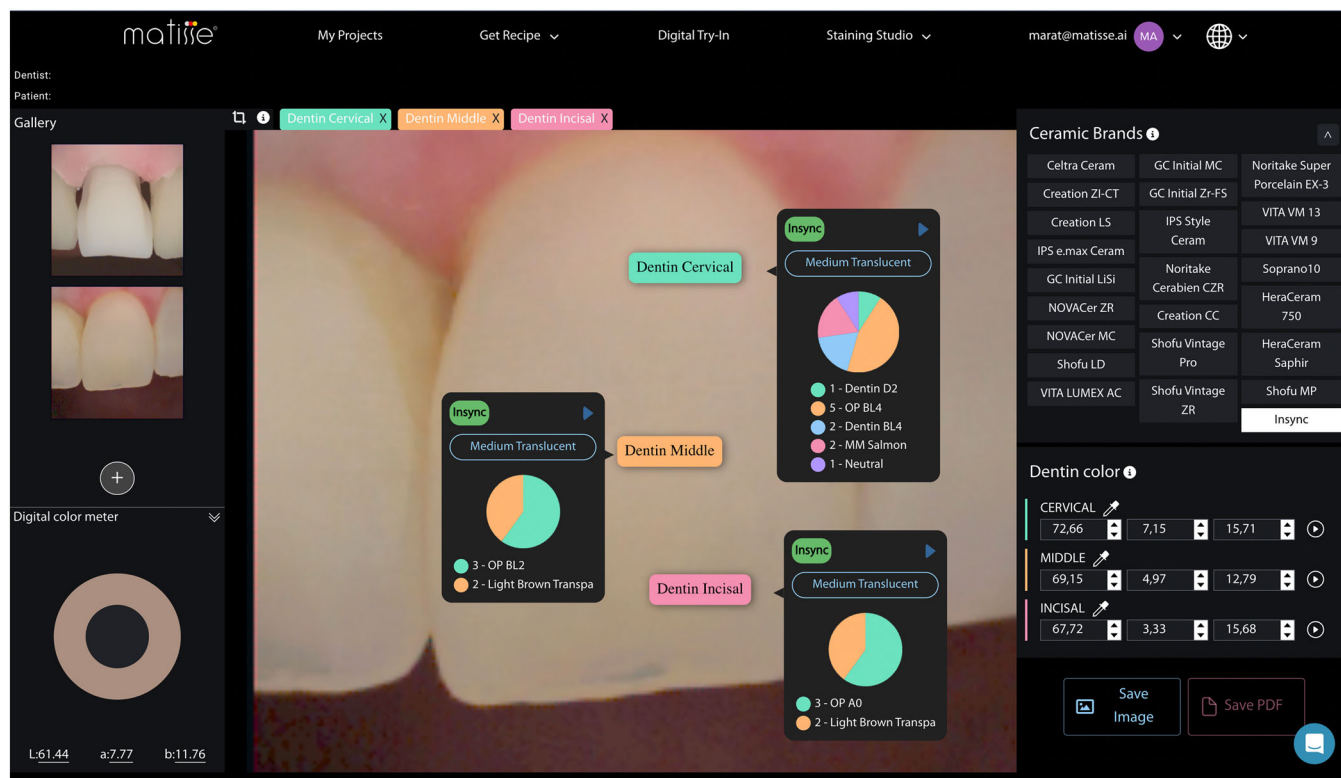 matisse®
My Projects
Get Recipe
Digital Try-In
Staining Studio
marat@matisse.ai
MA
Dentist:
Patient:
Gallery
Digital color meter
L:61.44 a:7.77 b:11.76
Dentin Cervical X
Dentin Middle X
Dentin Incisal X
Dentin Cervical
Insync
Medium Translucent
1 - Dentin D2
5 - OP BL4
2 - Dentin BL4
2 - MM Salmon
1 - Neutral
Insync
Medium Translucent
3 - OP BL2
2 - Light Brown Transpa
Dentin Middle
Dentin Incisal
Insync
Medium Translucent
3 - OP A0
2 - Light Brown Transpa
Ceramic Brands
Celtra Ceram
Creation ZI-CT
Creation LS
IPS e.max Ceram
GC Initial LiSi
NOVACer ZR
NOVACer MC
Shofu LD
VITA LUMEX AC
GC Initial MC
GC Initial Zr-FS
IPS Style
Ceram
Noritake
Cerabien CZR
Creation CC
Shofu Vintage
Pro
Shofu Vintage
ZR
Noritake Super
Porcelain EX-3
VITA VM 13
VITA VM 9
Soprano10
HeraCeram
750
HeraCeram
Saphir
Shofu MP
Insync
Dentin color
CERVICAL
72,66 7,15 15,71
MIDDLE
69,15 4,97 12,79
INCISAL
67,72 3,33 15,68
Save
Image
Save PDF